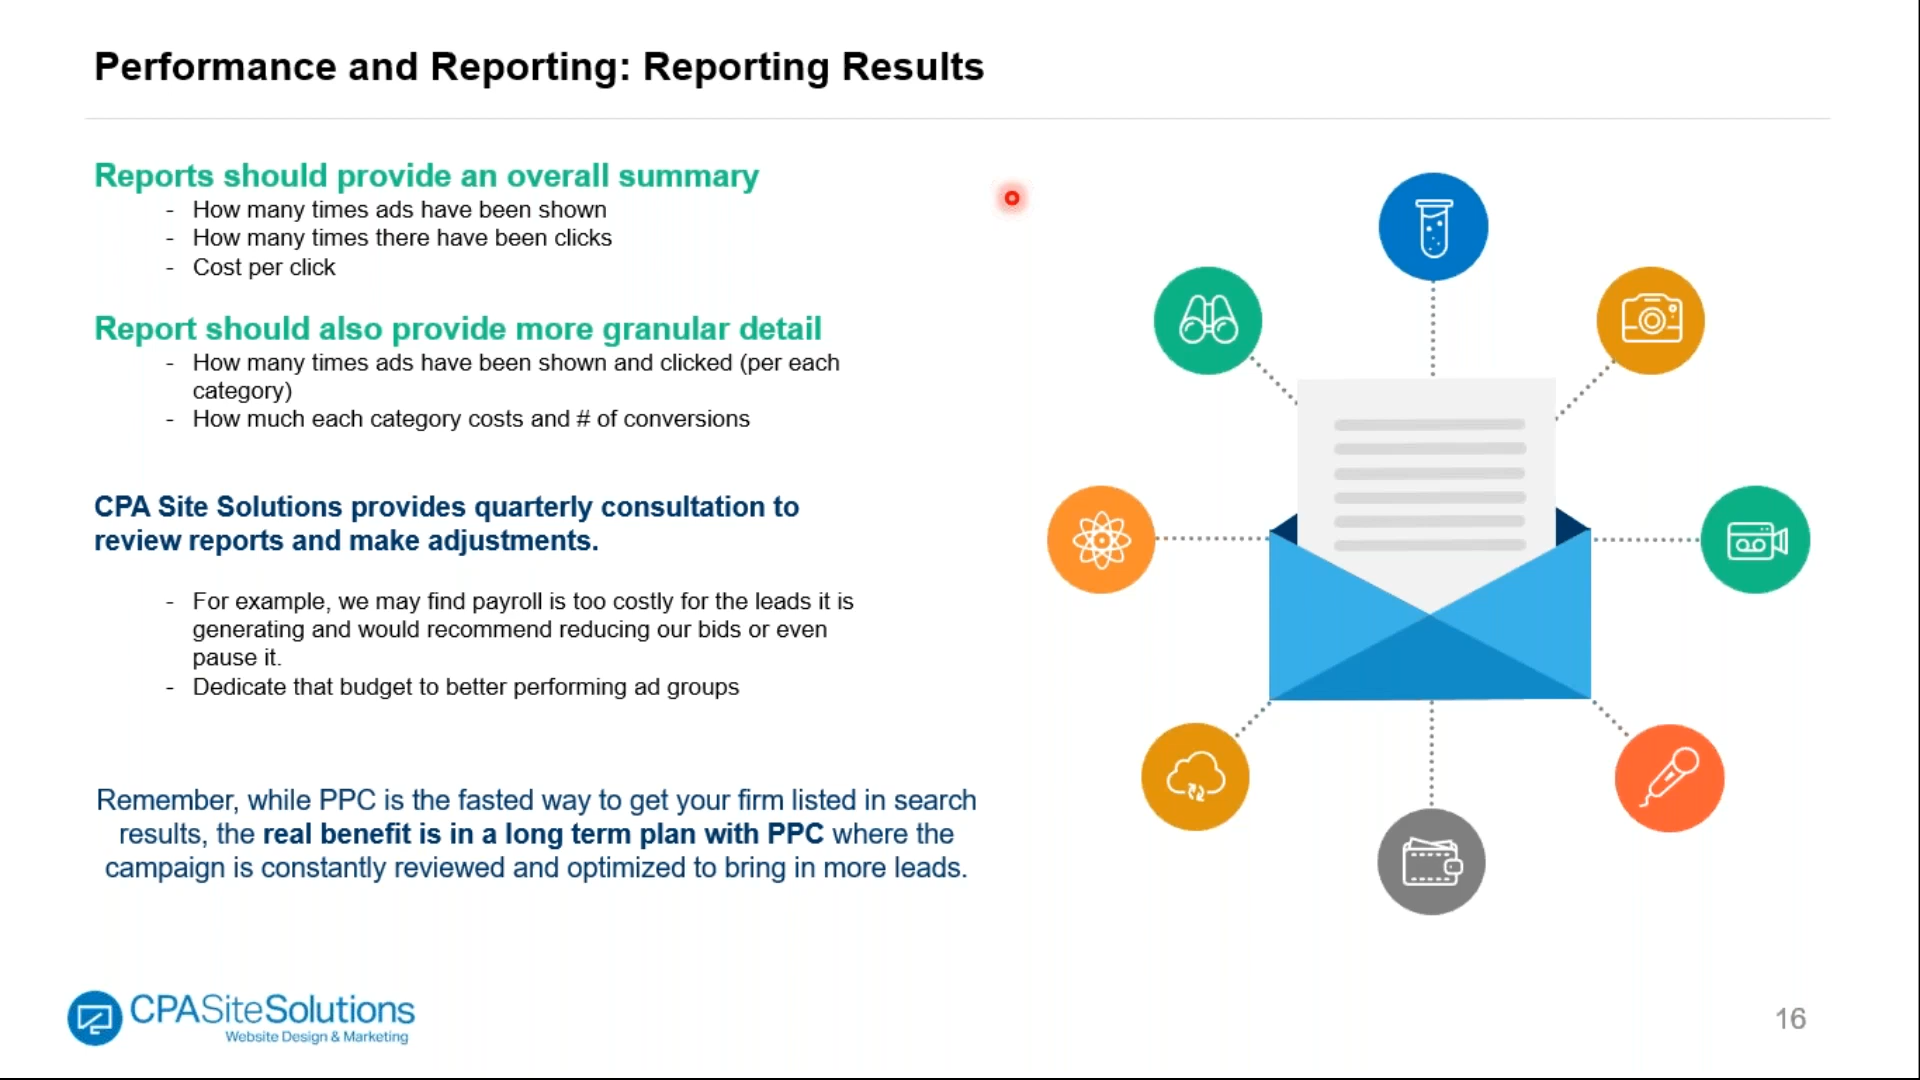 Performance and Reporting: Reporting Results
Reports should provide an overall summary
- How many times ads have been shown
- How many times there have been clicks
- Cost per click
Report should also provide more granular detail
- How many times ads have been shown and clicked (per each
category)
- How much each category costs and # of conversions
CPA Site Solutions provides quarterly consultation to
review reports and make adjustments.
- For example, we may find payroll is too costly for the leads it is
generating and would recommend reducing our bids or even
pause it.
- Dedicate that budget to better performing ad groups
Remember, while PPC is the fasted way to get your firm listed in search
results, the real benefit is in a long term plan with PPC where the
campaign is constantly reviewed and optimized to bring in more leads.
CPASiteSolutions
Website Design & Marketing
16